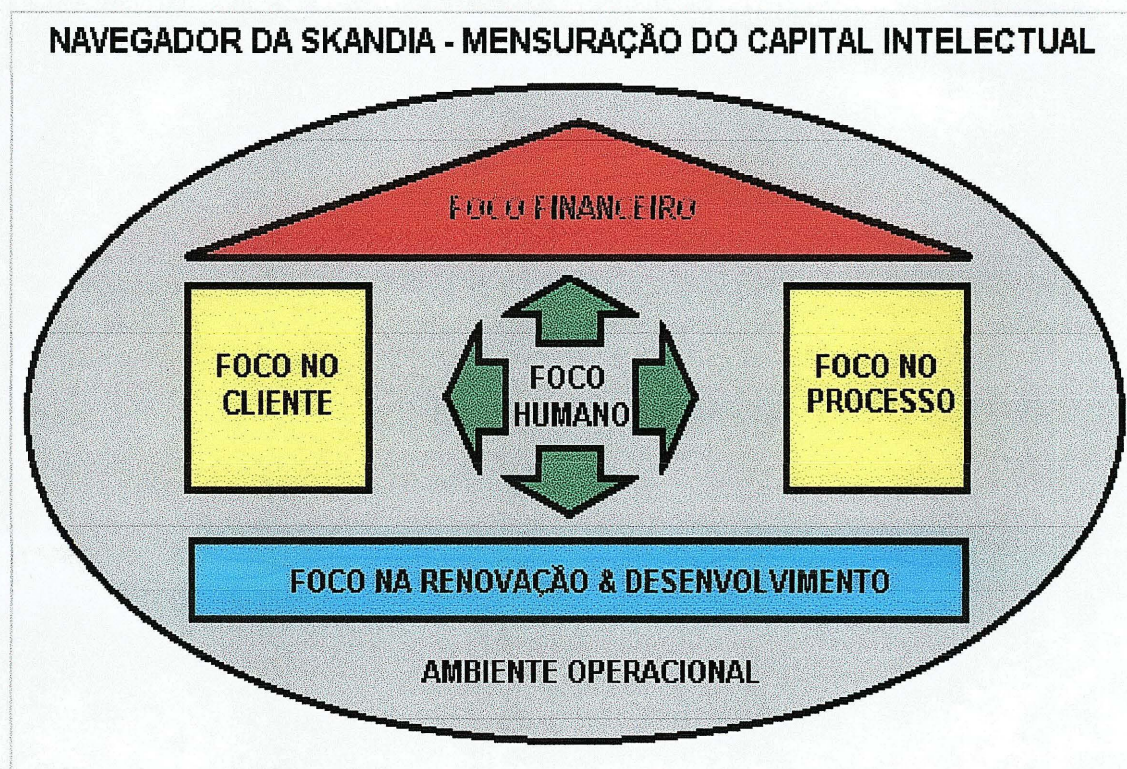 NAVEGADOR DA SKANDIA - MENSURAÇÃO DO CAPITAL INTELECTUAL
FOCO FINANCEIRO
FOCO NO
CLIENTE
FOCO
HUMANO
FOCO NO
PROCESSO
FOCO NA RENOVAÇÃO & DESENVOLVIMENTO
AMBIENTE OPERACIONAL